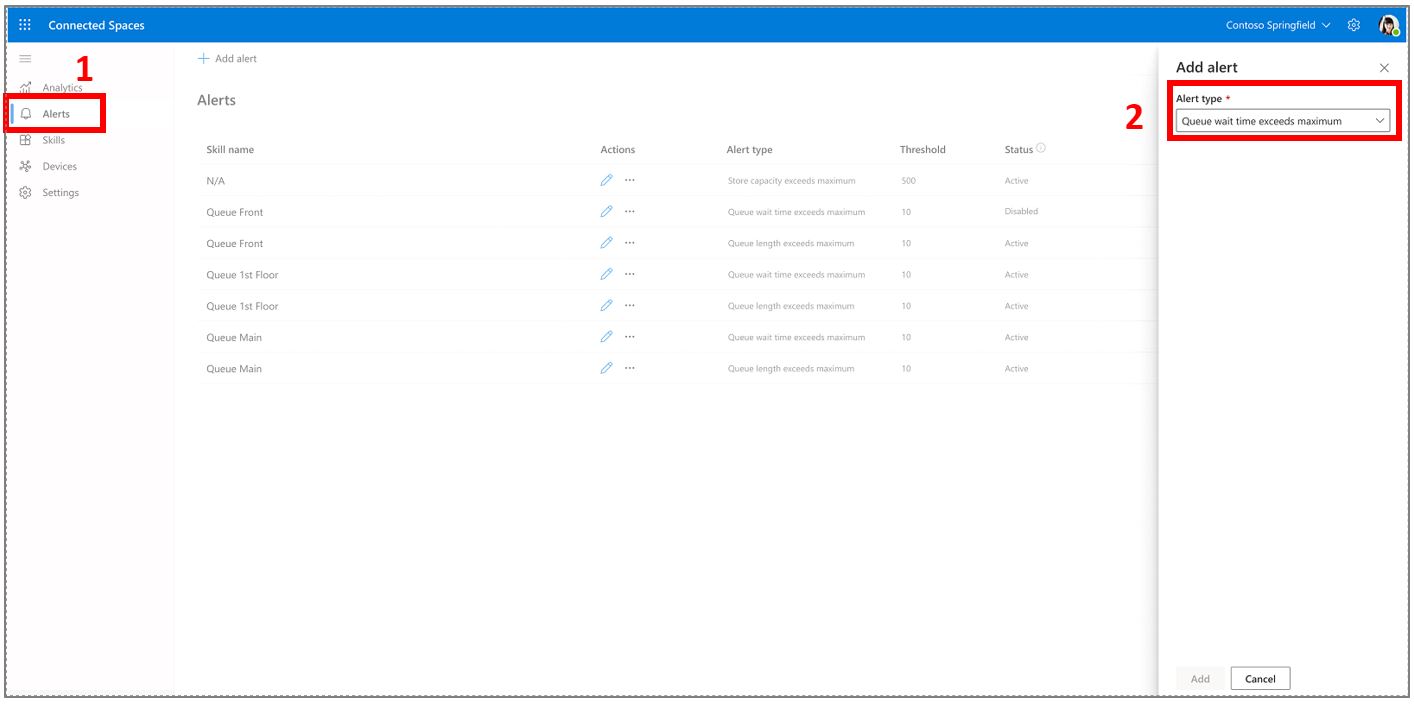 Connected Spaces
Contoso Springfield
1
Analytics
Alerts
Skills
Devices
Settings
Add alert
Alerts
Skill name Actions Alert type Threshold Status
N/A Store capacity exceeds maximum 500 Active
Queue Front Queue wait time exceeds maximum 10 Disabled
Queue Front Queue length exceeds maximum 10 Active
Queue 1st Floor Queue wait time exceeds maximum 10 Active
Queue 1st Floor Queue length exceeds maximum 10 Active
Queue Main Queue wait time exceeds maximum 10 Active
Queue Main Queue length exceeds maximum 10 Active
2
Add alert
Alert type *
Queue wait time exceeds maximum
Add Cancel